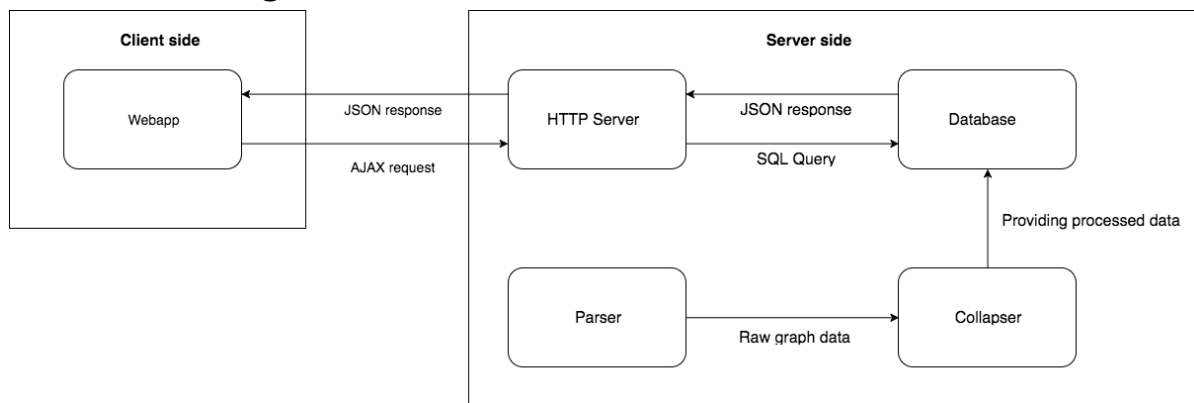 Client side
Server side
Webapp
JSON response
AJAX request
HTTP Server
JSON response
SQL Query
Database
Providing processed data
Parser
Raw graph data
Collapser